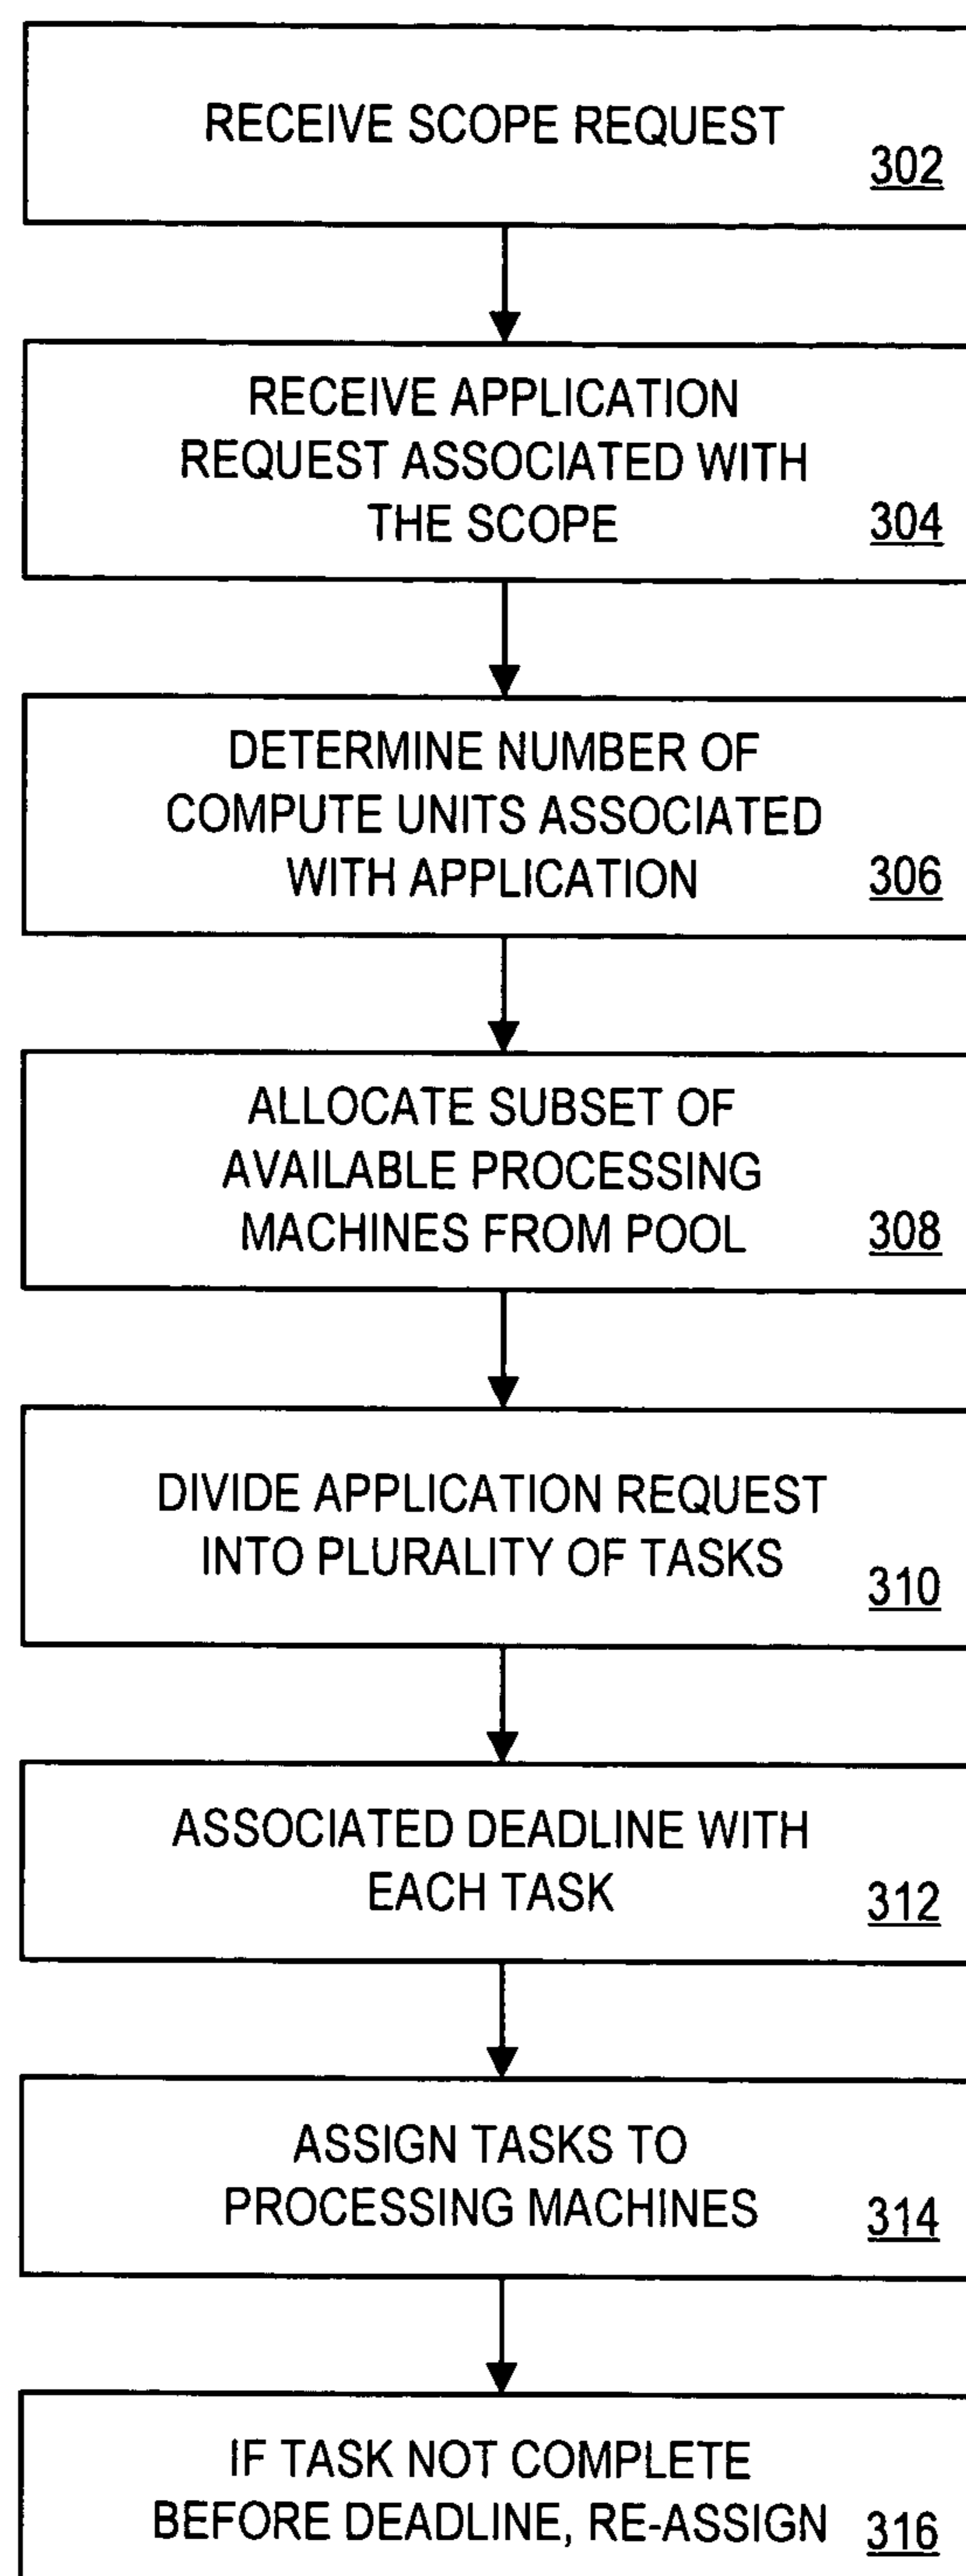 RECEIVE SCOPE REQUEST
302
RECEIVE APPLICATION
REQUEST ASSOCIATED WITH
THE SCOPE
304
DETERMINE NUMBER OF
COMPUTE UNITS ASSOCIATED
WITH APPLICATION
306
ALLOCATE SUBSET OF
AVAILABLE PROCESSING
MACHINES FROM POOL
308
DIVIDE APPLICATION REQUEST
INTO PLURALITY OF TASKS
310
ASSOCIATED DEADLINE WITH
EACH TASK
312
ASSIGN TASKS TO
PROCESSING MACHINES
314
IF TASK NOT COMPLETE
BEFORE DEADLINE, RE-ASSIGN
316